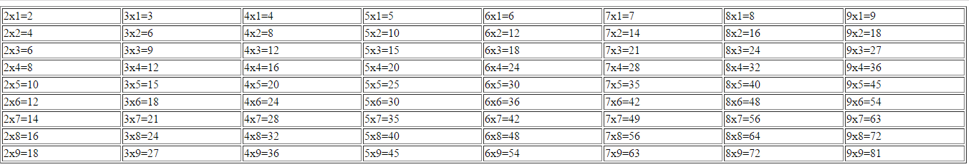 2x1=2 3x1=3 4x1=4 5x1=5 6x1=6 7x1=7 8x1=8 9x1=9
2x2=4 3x2=6 4x2=8 5x2=10 6x2=12 7x2=14 8x2=16 9x2=18
2x3=6 3x3=9 4x3=12 5x3=15 6x3=18 7x3=21 8x3=24 9x3=27
2x4=8 3x4=12 4x4=16 5x4=20 6x4=24 7x4=28 8x4=32 9x4=36
2x5=10 3x5=15 4x5=20 5x5=25 6x5=30 7x5=35 8x5=40 9x5=45
2x6=12 3x6=18 4x6=24 5x6=30 6x6=36 7x6=42 8x6=48 9x6=54
2x7=14 3x7=21 4x7=28 5x7=35 6x7=42 7x7=49 8x7=56 9x7=63
2x8=16 3x8=24 4x8=32 5x8=40 6x8=48 7x8=56 8x8=64 9x8=72
2x9=18 3x9=27 4x9=36 5x9=45 6x9=54 7x9=63 8x9=72 9x9=81